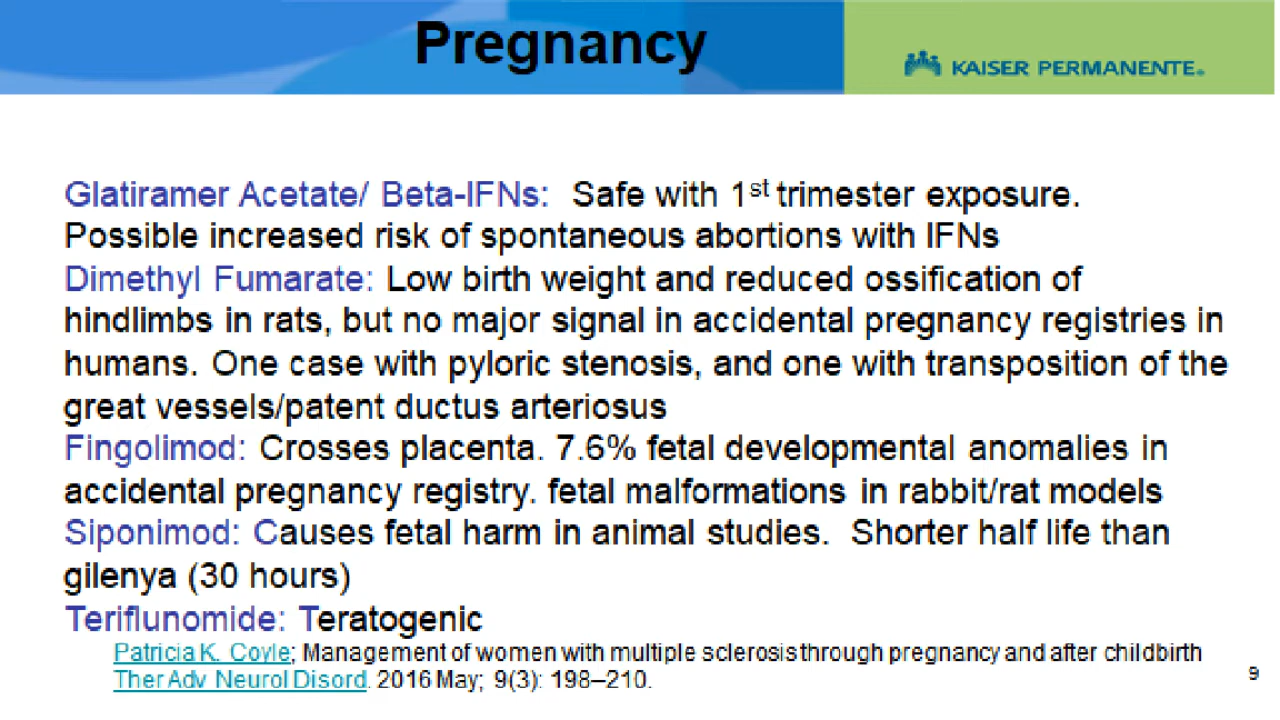 Pregnancy
KAISER PERMANENTE®
Glatiramer Acetate/ Beta-IFNs: Safe with 1st trimester exposure.
Possible increased risk of spontaneous abortions with IFNs
Dimethyl Fumarate: Low birth weight and reduced ossification of
hindlimbs in rats, but no major signal in accidental pregnancy registries in
humans. One case with pyloric stenosis, and one with transposition of the
great vessels/patent ductus arteriosus
Fingolimod: Crosses placenta. 7.6% fetal developmental anomalies in
accidental pregnancy registry. fetal malformations in rabbit/rat models
Siponimod: Causes fetal harm in animal studies. Shorter half life than
gilenya (30 hours)
Teriflunomide: Teratogenic
Patricia K. Coyle; Management of women with multiple sclerosis through pregnancy and after childbirth
Ther Adv Neurol Disord. 2016 May; 9(3): 198–210.
9